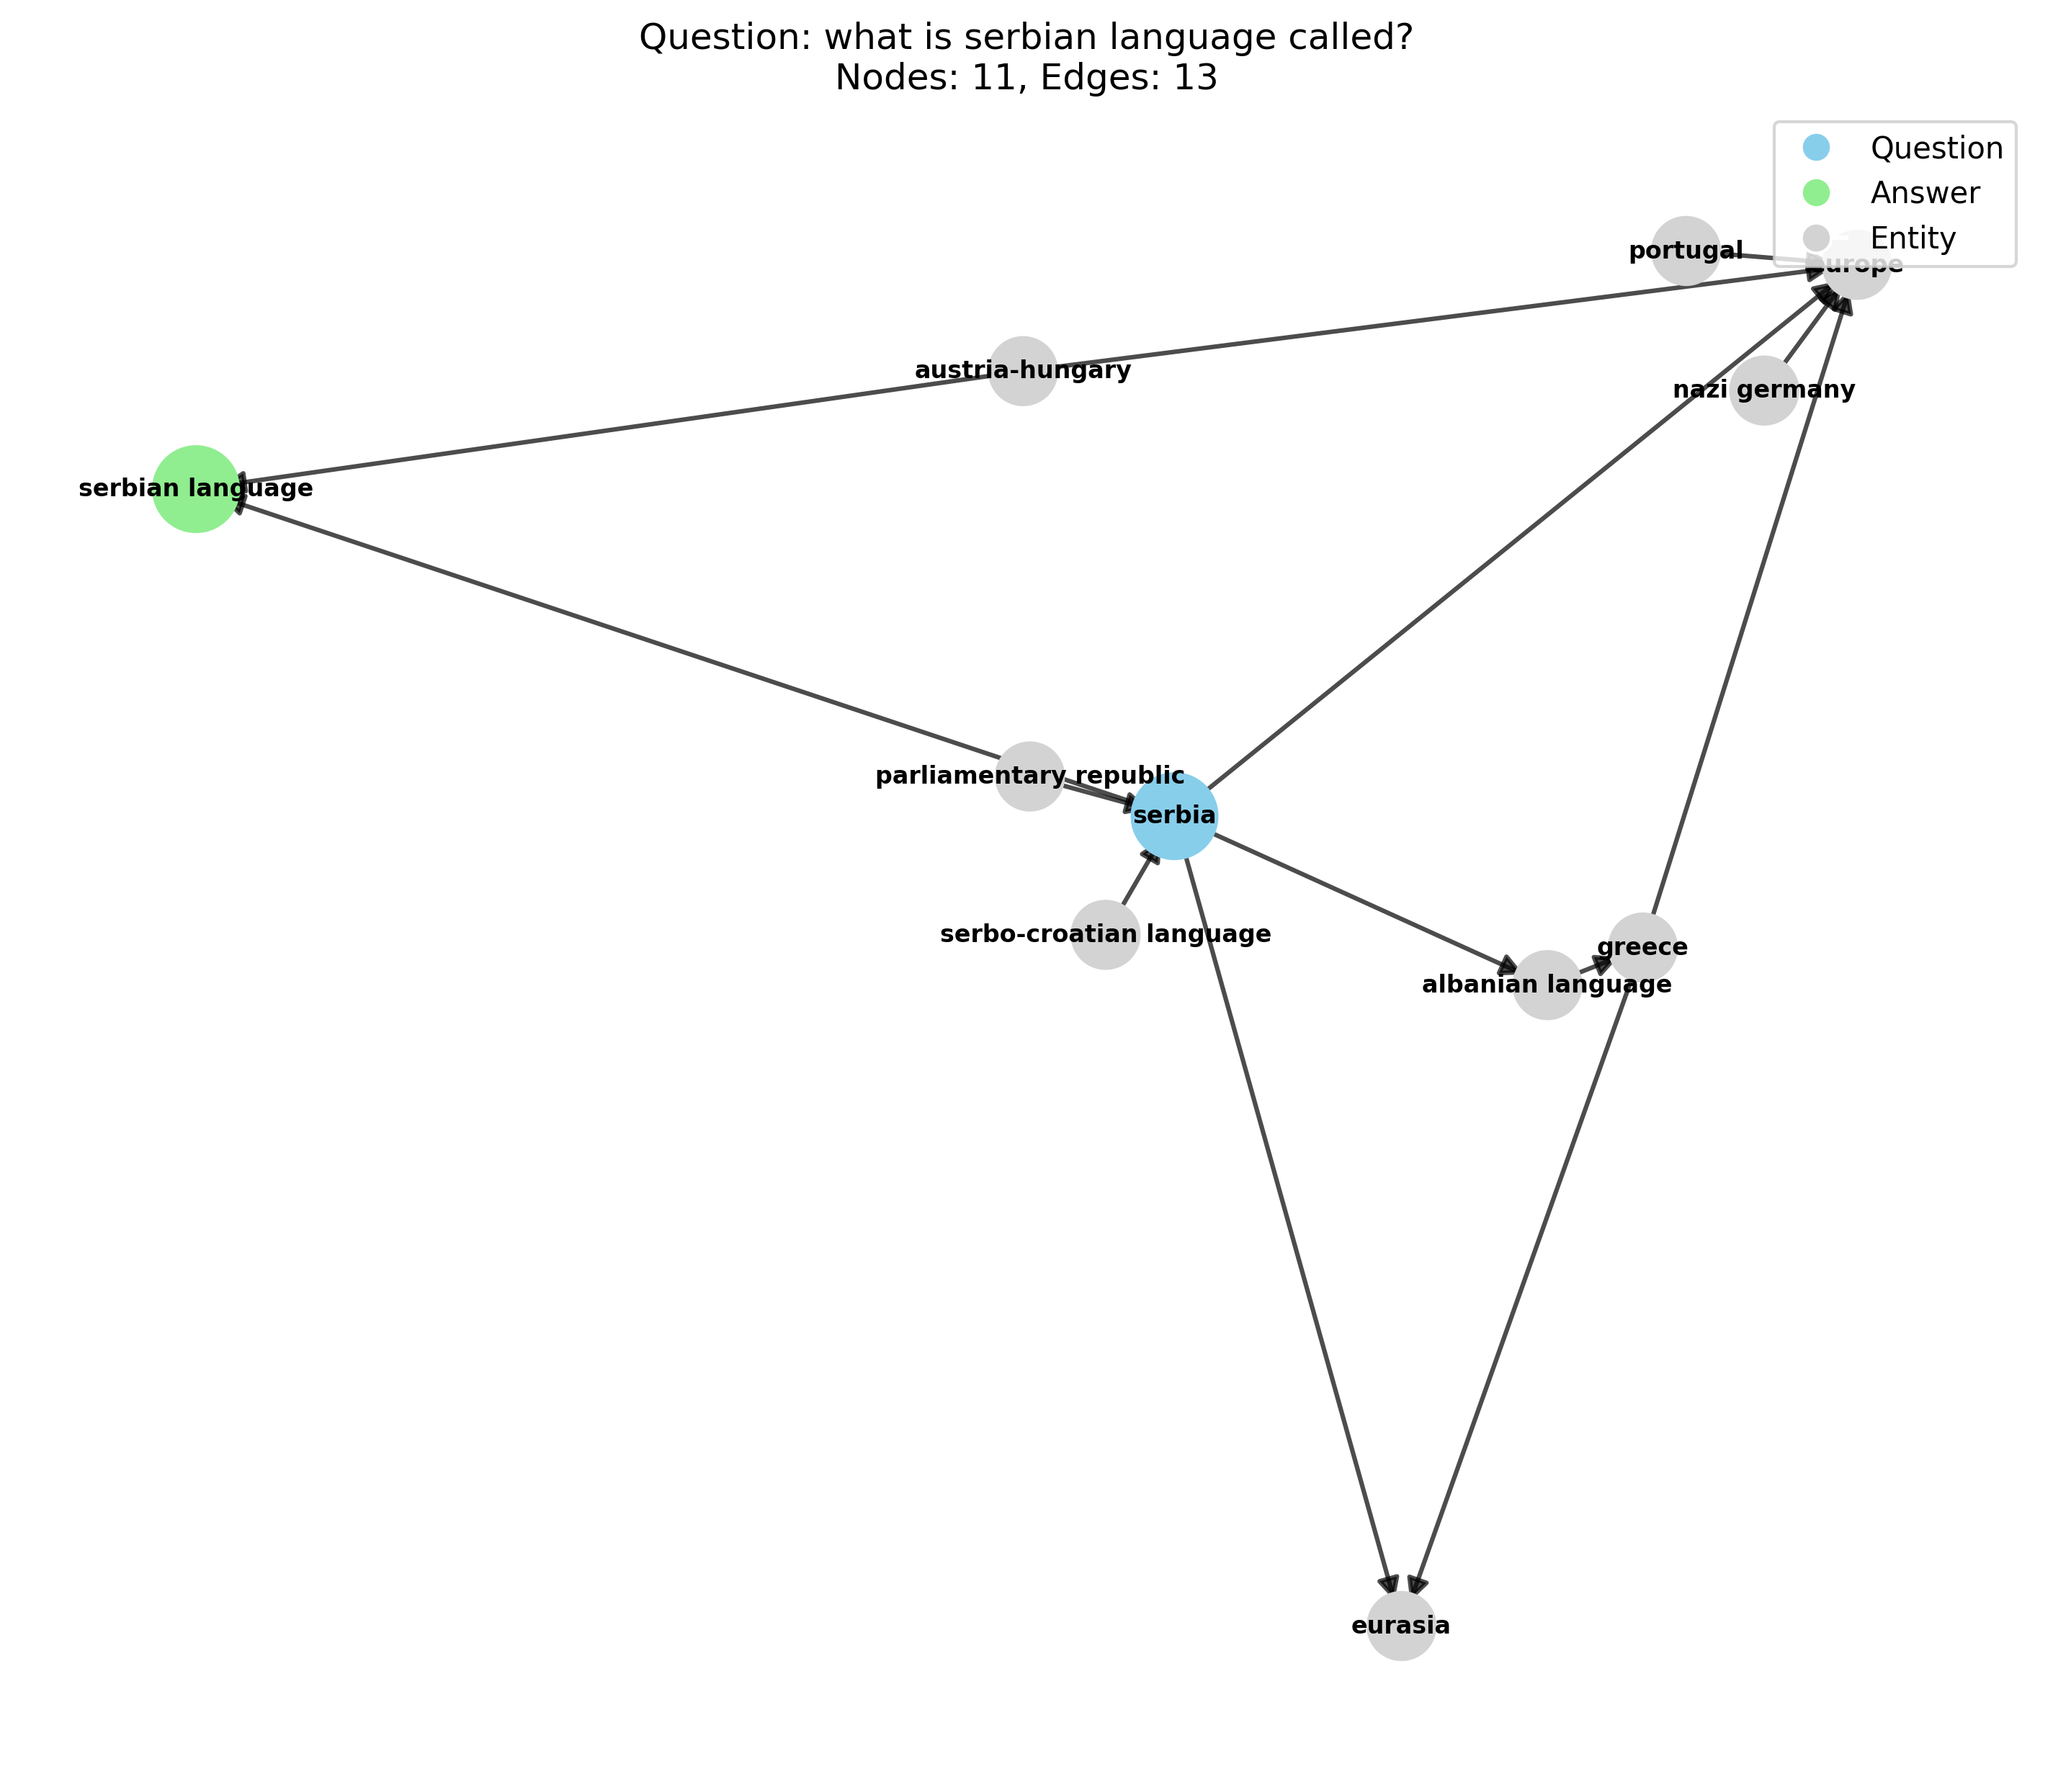 Question: what is serbian language called?
Nodes: 11, Edges: 13
Question
Answer
Entity
portugal
europe
austria-hungary
nazi germany
serbian language
parliamentary republic
serbia
serbo-croatian language
greece
albanian language
eurasia